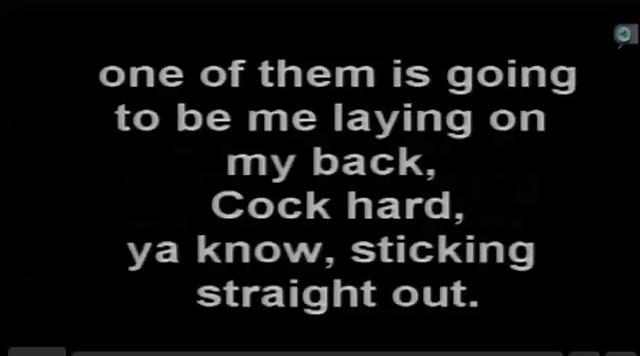 one of them is going
to be me laying on
my back,
Cock hard,
ya know, sticking
straight out.